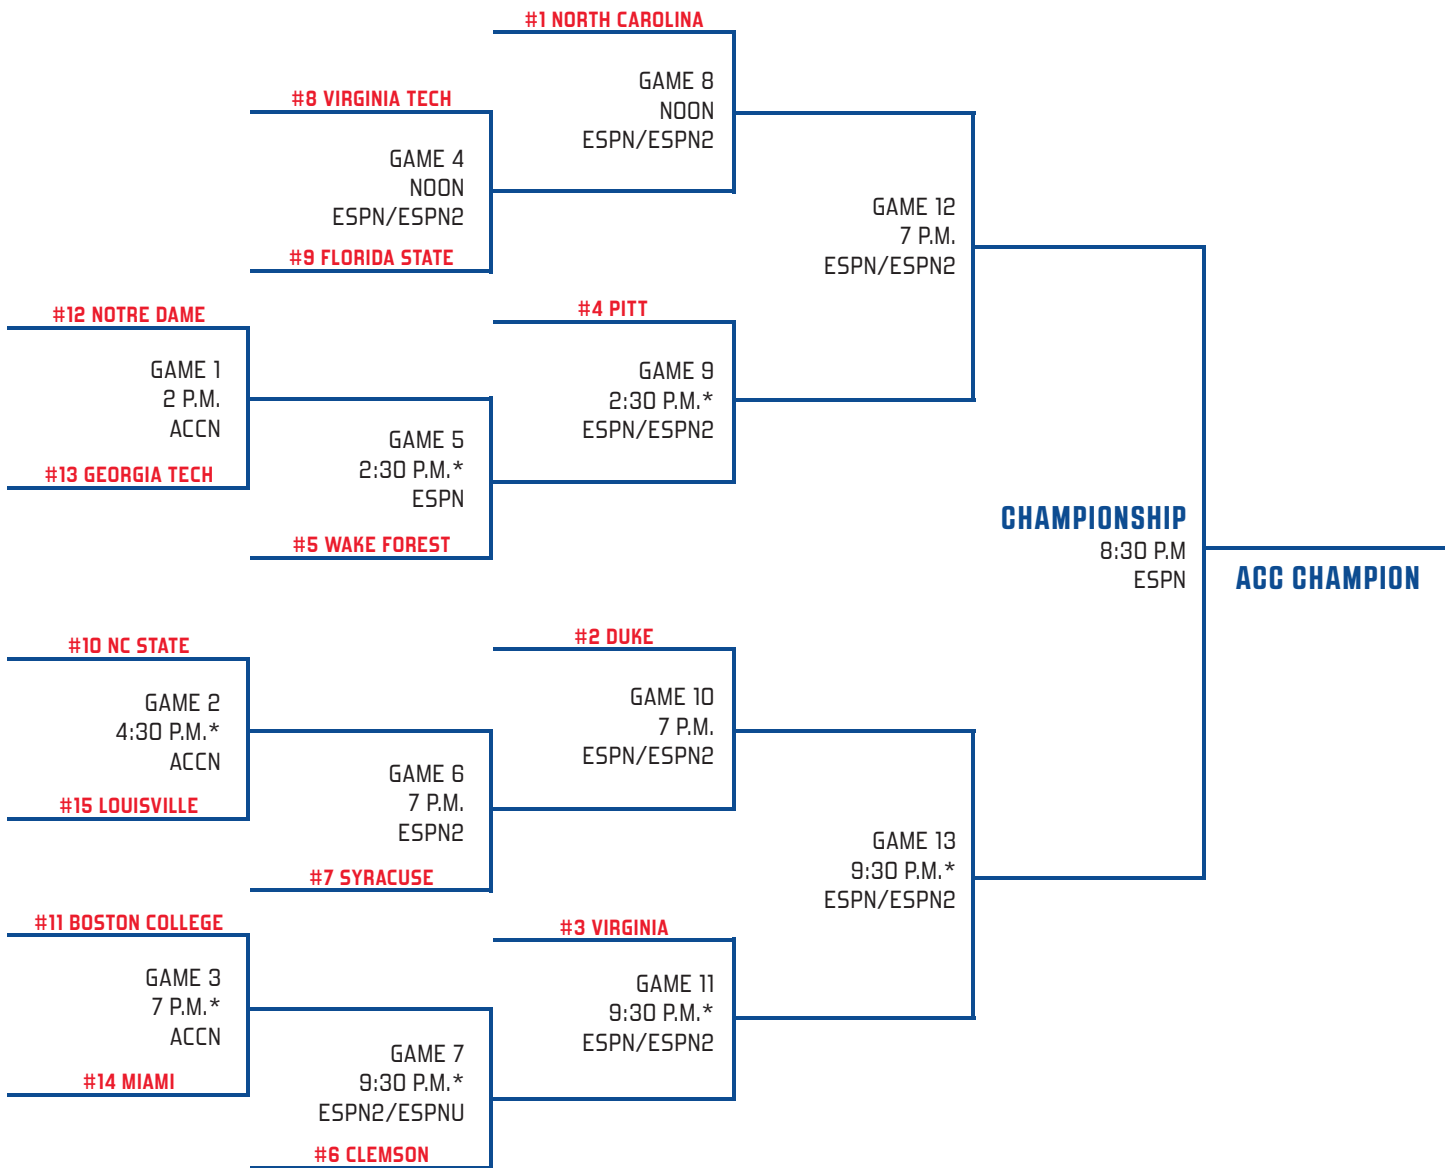 #1 NORTH CAROLINA
GAME 8
NOON
ESPN/ESPN2
#8 VIRGINIA TECH
GAME 4
NOON
ESPN/ESPN2
#9 FLORIDA STATE
GAME 12
7 P.M.
ESPN/ESPN2
#12 NOTRE DAME
GAME 1
2 P.M.
ACCN
#13 GEORGIA TECH
#4 PITT
GAME 9
2:30 P.M.*
ESPN/ESPN2
GAME 5
2:30 P.M.*
ESPN
#5 WAKE FOREST
CHAMPIONSHIP
8:30 P.M
ESPN
ACC CHAMPION
#10 NC STATE
GAME 2
4:30 P.M.*
ACCN
#15 LOUISVILLE
#2 DUKE
GAME 10
7 P.M.
ESPN/ESPN2
GAME 6
7 P.M.
ESPN2
#7 SYRACUSE
GAME 13
9:30 P.M.*
ESPN/ESPN2
#11 BOSTON COLLEGE
GAME 3
7 P.M.*
ACCN
#14 MIAMI
#3 VIRGINIA
GAME 11
9:30 P.M.*
ESPN/ESPN2
GAME 7
9:30 P.M.*
ESPN2/ESPNU
#6 CLEMSON